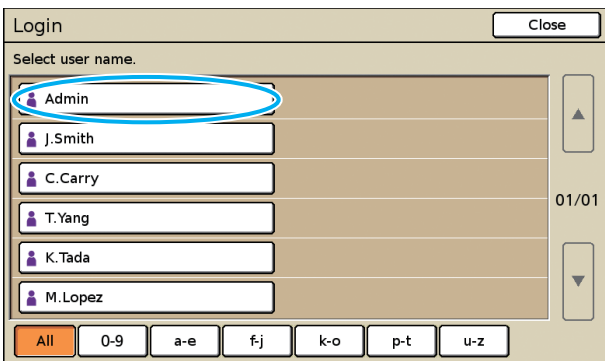 Login
Close
Select user name.
Admin
J.Smith
C.Carry
T.Yang
K.Tada
M.Lopez
01/01
All 0-9 a-e f-j k-o p-t u-z